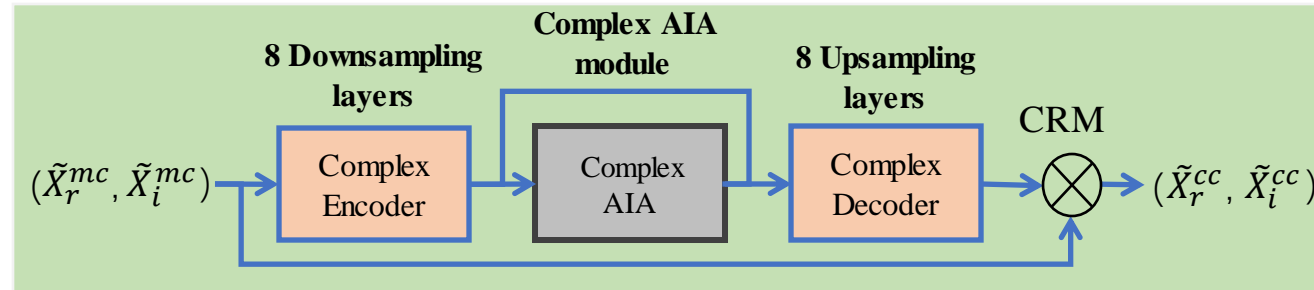 8 Downsampling
layers
Complex AIA
module
8 Upsampling
layers
CRM
(X̃_r^{mc}, X̃_i^{mc})
Complex
Encoder
Complex
AIA
Complex
Decoder
(X̃_r^{cc}, X̃_i^{cc})